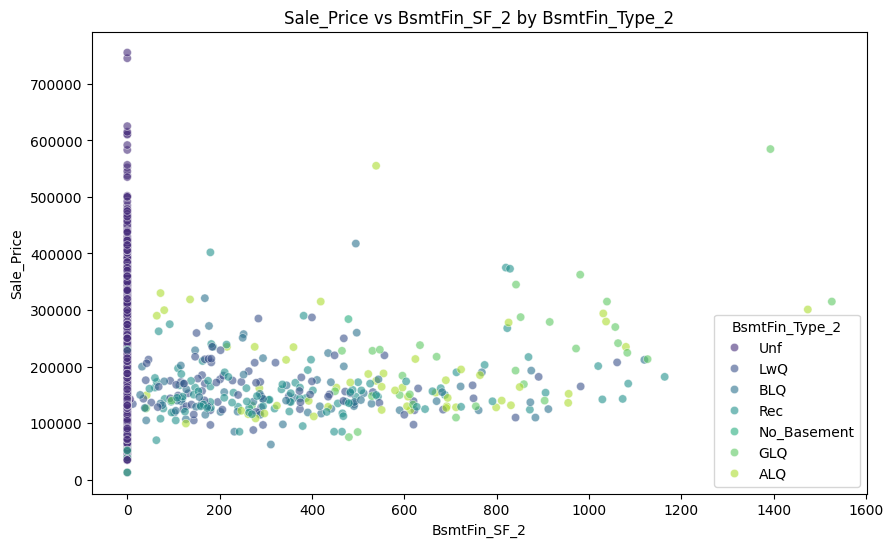 Sale_Price vs BsmtFin_SF_2 by BsmtFin_Type_2
Sale_Price
700000
600000
500000
400000
300000
200000
100000
0
BsmtFin_Type_2
Unf
LwQ
BLQ
Rec
No_Basement
GLQ
ALQ
0 200 400 600 800 1000 1200 1400 1600
BsmtFin_SF_2